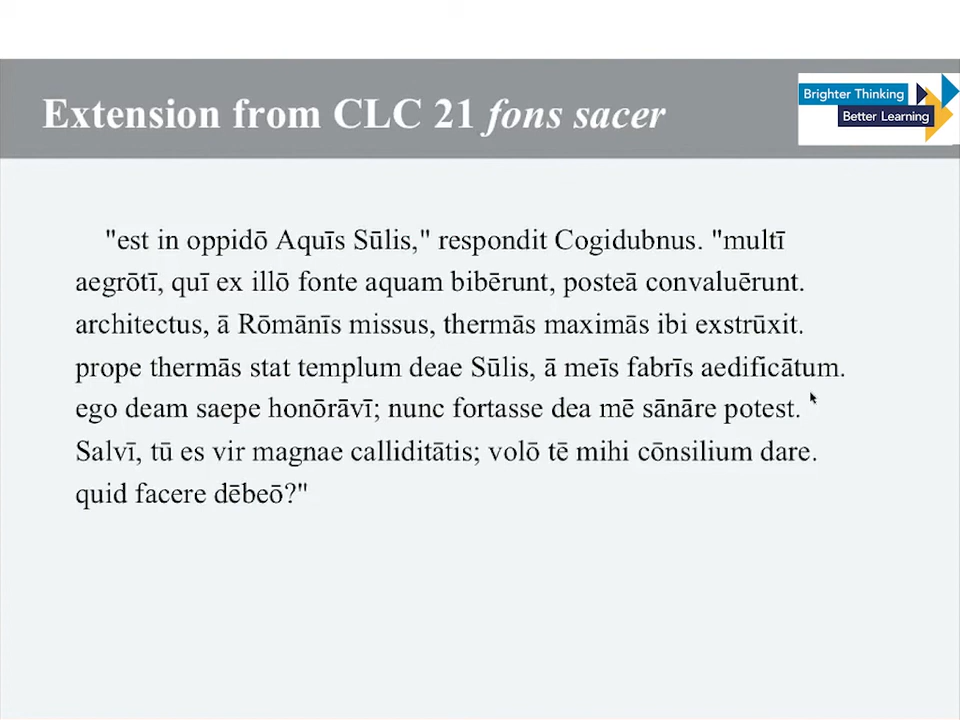 Extension from CLC 21 fons sacer
Brighter Thinking
Better Learning
"est in oppidō Aquīs Sūlis," respondit Cogidubnus. "multī
aegrōtī, quī ex illō fonte aquam bibērunt, posteā convaluērunt.
architectus, ā Rōmānīs missus, thermās maximās ibi exstrūxit.
prope thermās stat templum deae Sūlis, ā meīs fabrīs aedificātum.
ego deam saepe honōrāvī; nunc fortasse dea mē sānāre potest.
Salvī, tū es vir magnae calliditātis; volō tē mihi cōnsilium dare.
quid facere dēbeō?"